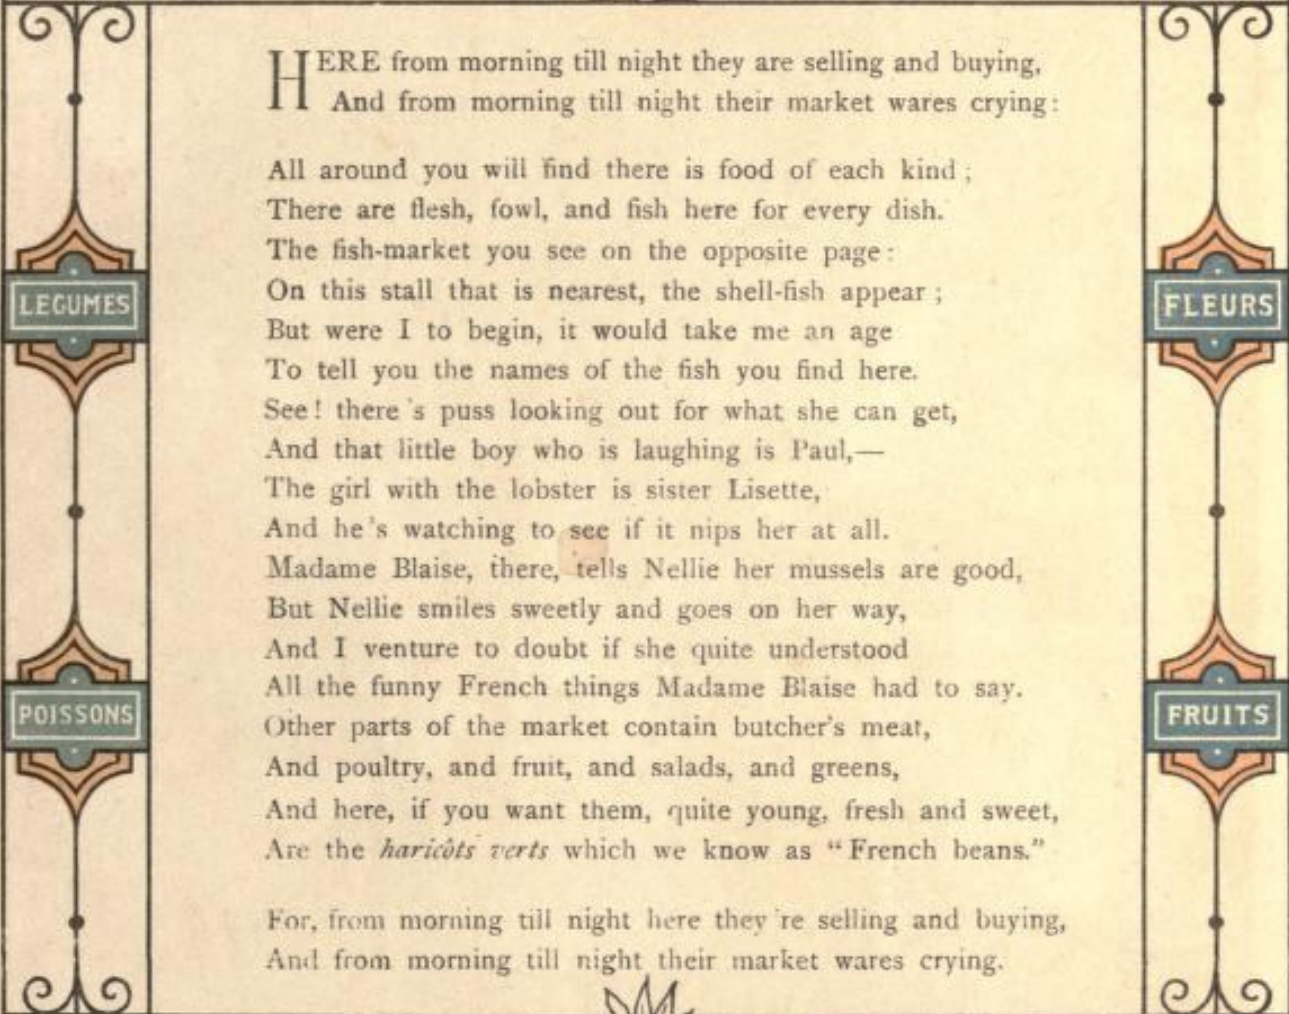 HERE from morning till night they are selling and buying,
And from morning till night their market wares crying:
All around you will find there is food of each kind;
There are flesh, fowl, and fish here for every dish.
The fish-market you see on the opposite page:
On this stall that is nearest, the shell-fish appear;
But were I to begin, it would take me an age
To tell you the names of the fish you find here.
See! there's puss looking out for what she can get,
And that little boy who is laughing is Paul,—
The girl with the lobster is sister Lisette,
And he's watching to see if it nips her at all.
Madame Blaise, there, tells Nellie her mussels are good,
But Nellie smiles sweetly and goes on her way,
And I venture to doubt if she quite understood
All the funny French things Madame Blaise had to say.
Other parts of the market contain butcher's meat,
And poultry, and fruit, and salads, and greens,
And here, if you want them, quite young, fresh and sweet,
Are the haricòts verts which we know as "French beans."
For, from morning till night here they're selling and buying,
And from morning till night their market wares crying.
LEGUMES
POISSONS
FLEURS
FRUITS